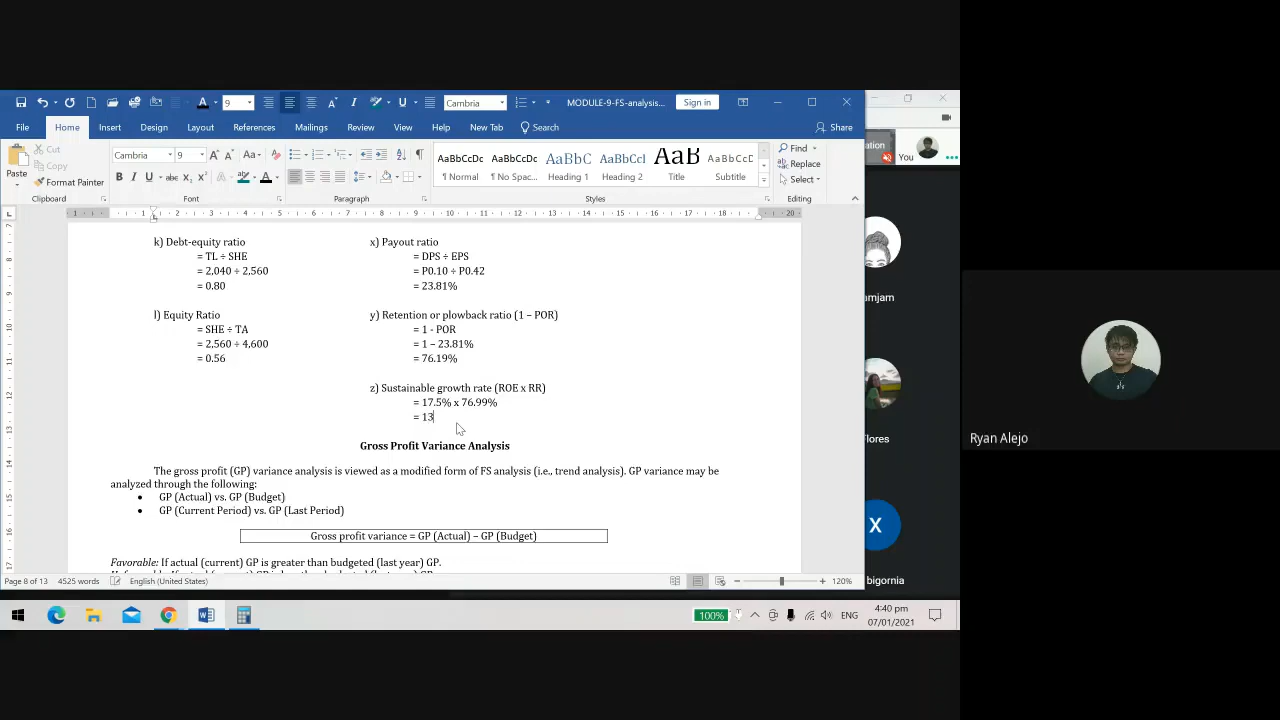 9
Cambria
MODULE-9-FS-analysis...
Sign in
File
Home
Insert
Design
Layout
References
Mailings
Review
View
Help
New Tab
Search
Share
Paste
Cut
Copy
Format Painter
Clipboard
Cambria
9
Font
Paragraph
AaBbCcDc
¶ Normal
AaBbCcDc
¶ No Spac...
AaBbC
Heading 1
AaBbCcI
Heading 2
AaB
Title
AaBbCcD
Subtitle
Styles
Find
Replace
Select
Editing
ation
You
k) Debt-equity ratio
= TL ÷ SHE
= 2,040 ÷ 2,560
= 0.80
l) Equity Ratio
= SHE ÷ TA
= 2,560 ÷ 4,600
= 0.56
x) Payout ratio
= DPS ÷ EPS
= P0.10 ÷ P0.42
= 23.81%
y) Retention or plowback ratio (1 – POR)
= 1 - POR
= 1 – 23.81%
= 76.19%
z) Sustainable growth rate (ROE x RR)
= 17.5% x 76.99%
= 13
Gross Profit Variance Analysis
The gross profit (GP) variance analysis is viewed as a modified form of FS analysis (i.e., trend analysis). GP variance may be
analyzed through the following:
• GP (Actual) vs. GP (Budget)
• GP (Current Period) vs. GP (Last Period)
Gross profit variance = GP (Actual) – GP (Budget)
Favorable: If actual (current) GP is greater than budgeted (last year) GP.
amjam
Flores
X
bigornia
Ryan Alejo
Page 8 of 13
4525 words
English (United States)
120%
100%
ENG
4:40 pm
07/01/2021